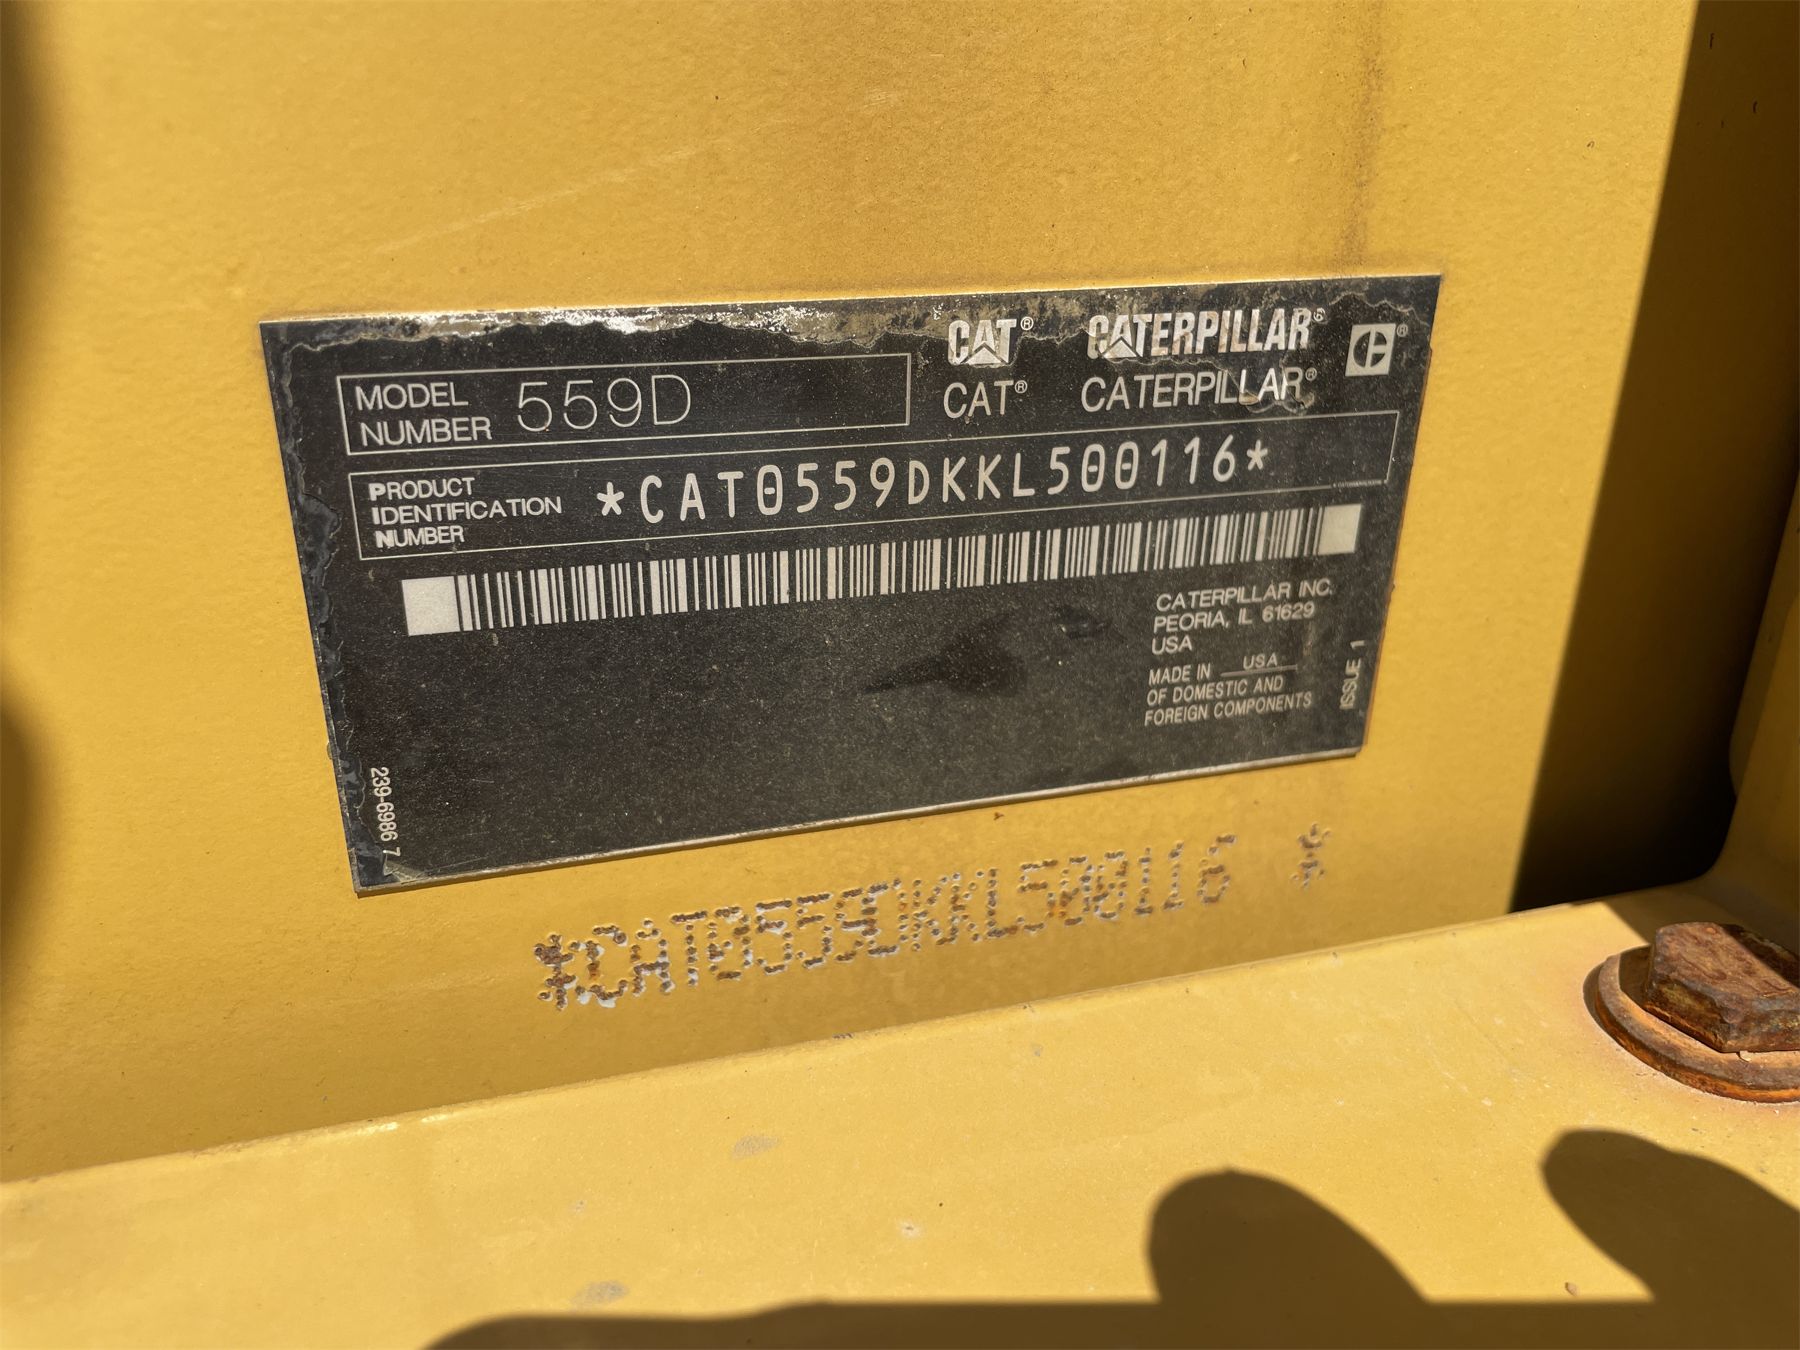 CAT® CATERPILLAR®
MODEL NUMBER 559D
CAT® CATERPILLAR®
PRODUCT IDENTIFICATION NUMBER *CAT0559DKKL500116*
CATERPILLAR INC.
PEORIA, IL 61629
USA
MADE IN USA
OF DOMESTIC AND
FOREIGN COMPONENTS
ISSUE 1
239-6986 7
*CAT0559DKKL500116 *